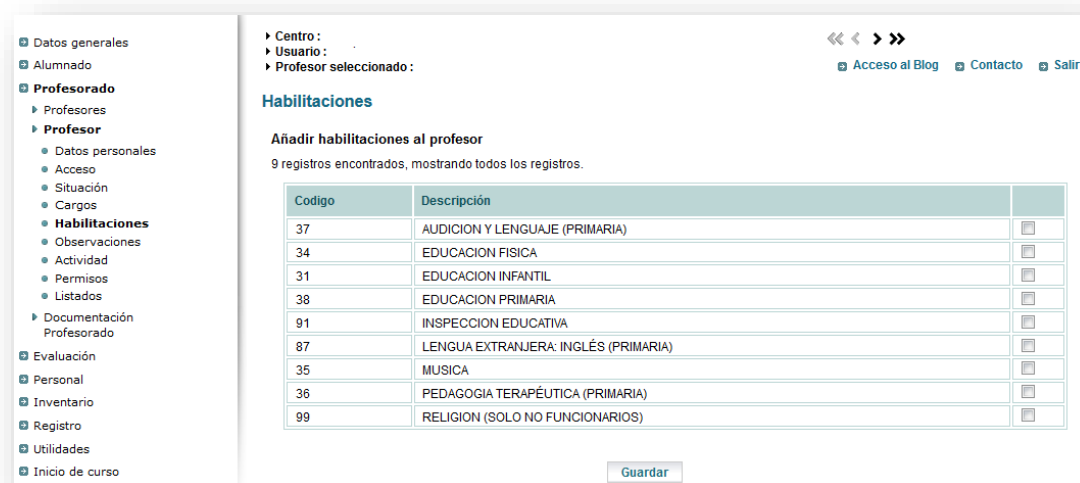 Datos generales
Alumnado
Profesorado
Profesores
Profesor
Datos personales
Acceso
Situación
Cargos
Habilitaciones
Observaciones
Actividad
Permisos
Listados
Documentación
Profesorado
Evaluación
Personal
Inventario
Registro
Utilidades
Inicio de curso
Centro :
Usuario :
Profesor seleccionado :
Acceso al Blog Contacto Salir
Habilitaciones
Añadir habilitaciones al profesor
9 registros encontrados, mostrando todos los registros.
Codigo Descripción
37 AUDICION Y LENGUAJE (PRIMARIA)
34 EDUCACION FISICA
31 EDUCACION INFANTIL
38 EDUCACION PRIMARIA
91 INSPECCION EDUCATIVA
87 LENGUA EXTRANJERA: INGLÉS (PRIMARIA)
35 MUSICA
36 PEDAGOGIA TERAPÉUTICA (PRIMARIA)
99 RELIGION (SOLO NO FUNCIONARIOS)
Guardar